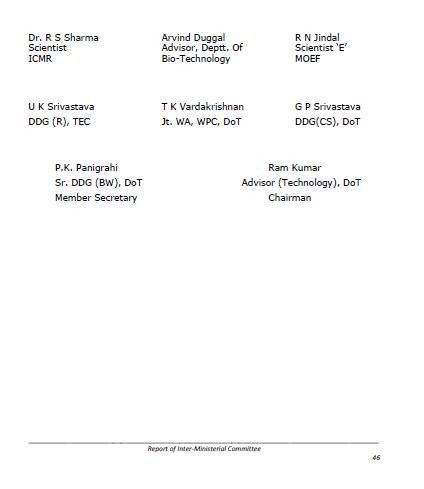 Dr. R S Sharma
Scientist
ICMR
Arvind Duggal
Advisor, Deptt. Of
Bio-Technology
R N Jindal
Scientist 'E'
MOEF
U K Srivastava
DDG (R), TEC
T K Vardakrishnan
Jt. WA, WPC, DoT
G P Srivastava
DDG(CS), DoT
P.K. Panigrahi
Sr. DDG (BW), DoT
Member Secretary
Ram Kumar
Advisor (Technology), DoT
Chairman
Report of Inter-Ministerial Committee
46